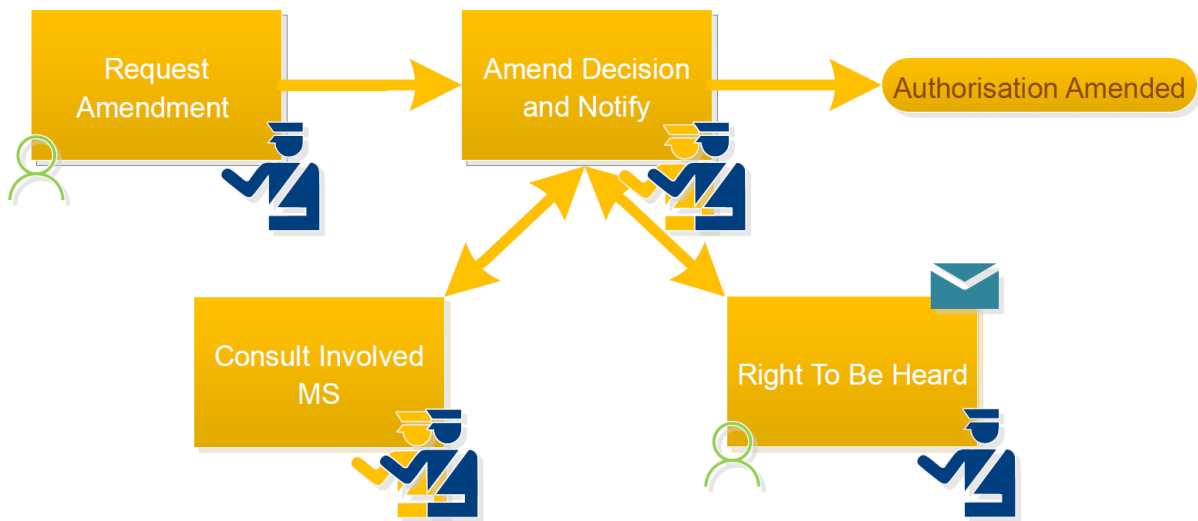 Request
Amendment
Amend Decision
and Notify
Authorisation Amended
Consult Involved
MS
Right To Be Heard